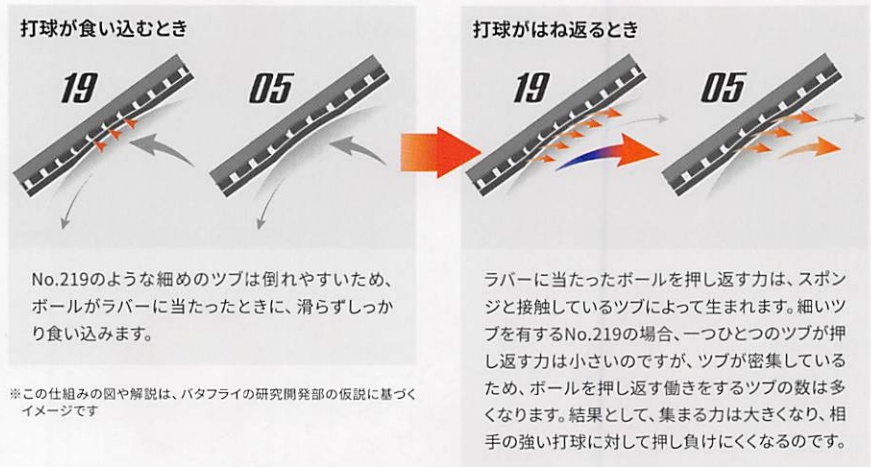 打球が食い込むとき
19
05
No.219のような細めのツブは倒れやすいため、
ボールがラバーに当たったときに、滑らずしっか
り食い込みます。
※この仕組みの図や解説は、バタフライの研究開発部の仮説に基づく
イメージです
打球がはね返るとき
19
05
ラバーに当たったボールを押し返す力は、スポン
ジと接触しているツブによって生まれます。細いツ
ブを有するNo.219の場合、一つひとつのツブが押
し返す力は小さいのですが、ツブが密集している
ため、ボールを押し返す働きをするツブの数は多
くなります。結果として、集まる力は大きくなり、相
手の強い打球に対して押し負けにくくなるのです。